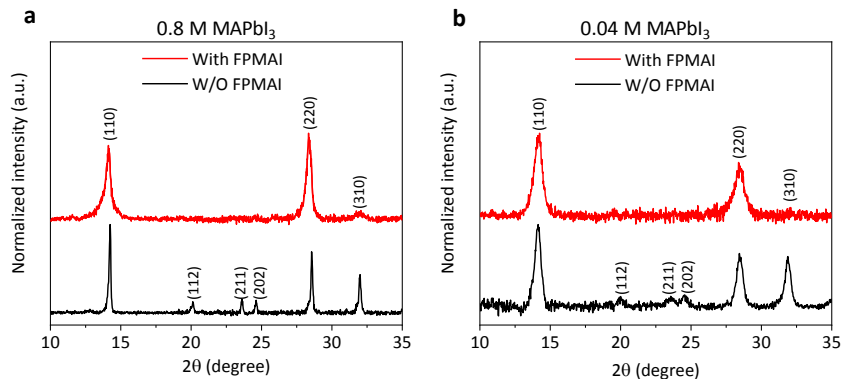 a
0.8 M MAPbI₃
With FPMAI
W/O FPMAI
(110)
(220)
(310)
(112)
(211)
(202)
Normalized intensity (a.u.)
10 15 20 25 30 35
2θ (degree)
b
0.04 M MAPbI₃
With FPMAI
W/O FPMAI
(110)
(220)
(310)
(112)
(211)
(202)
Normalized intensity (a.u.)
10 15 20 25 30 35
2θ (degree)